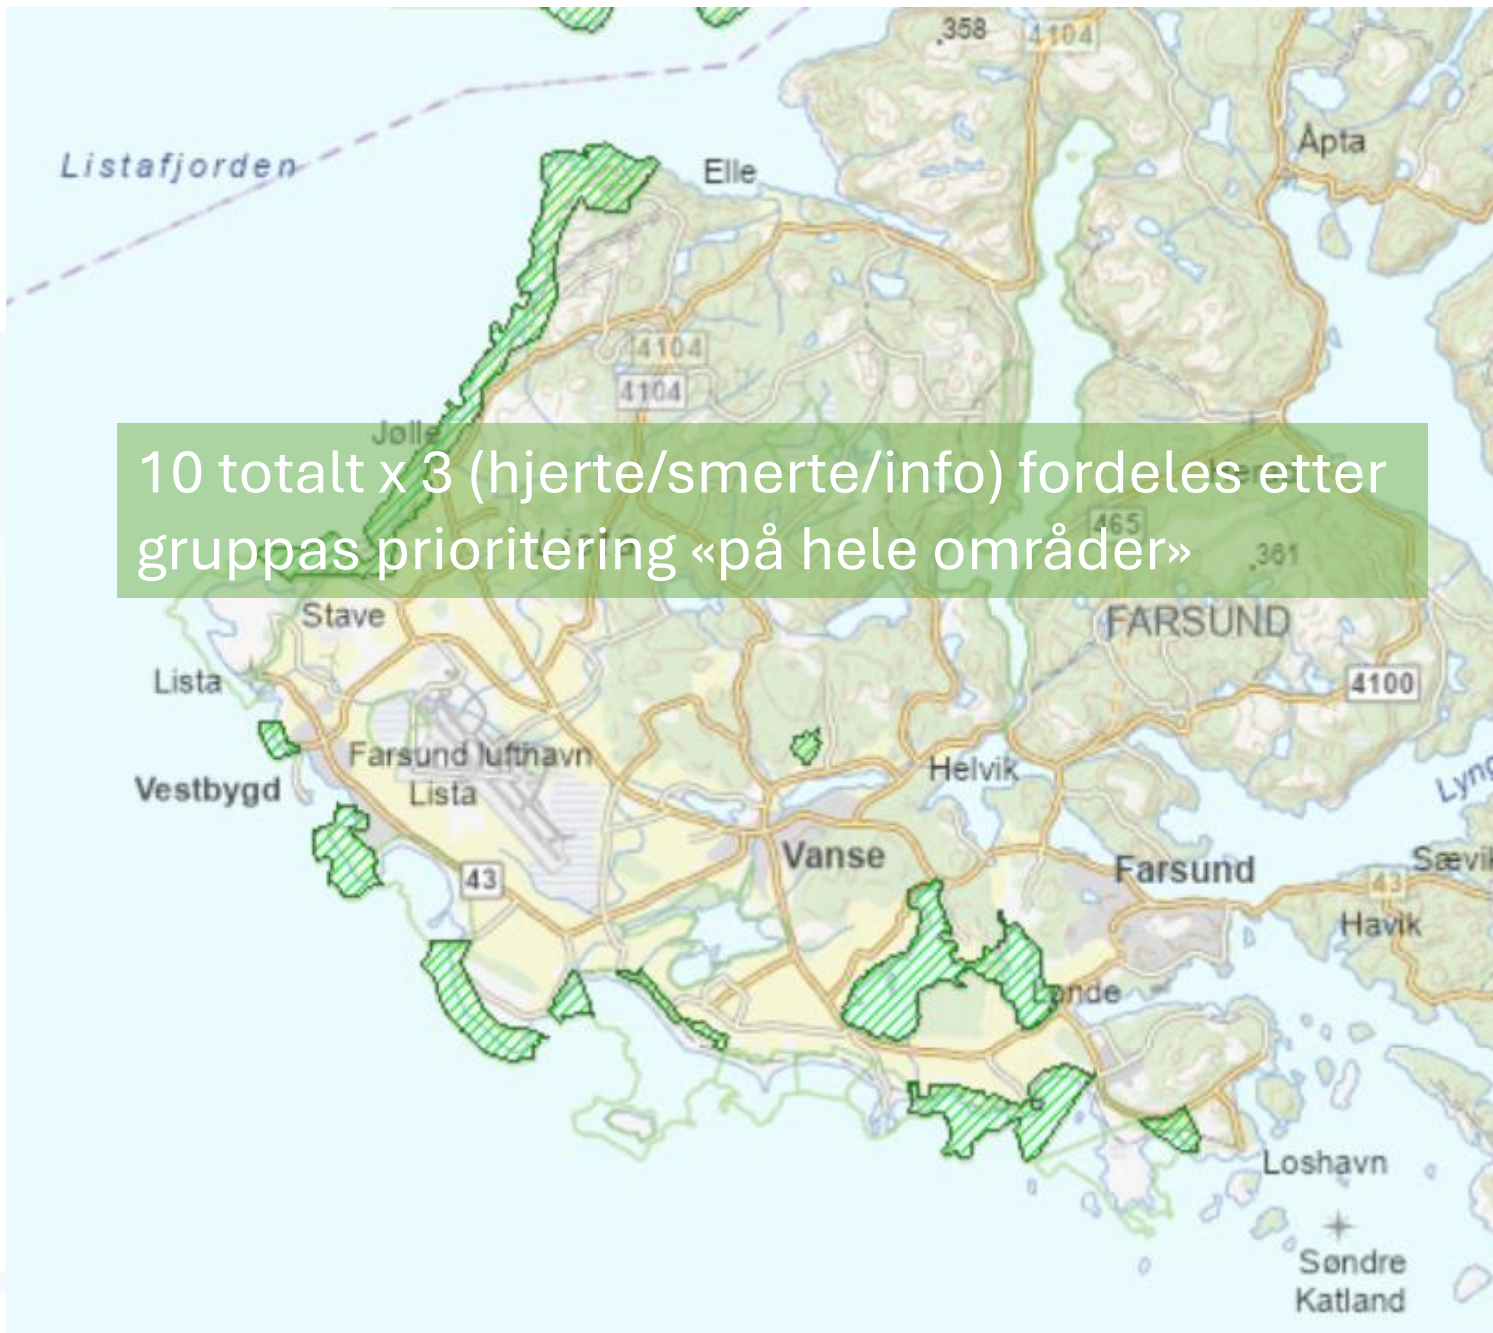 358
4104
Åpta
Listafjorden
Elle
4104
4104
Jølle
10 totalt x 3 (hjerte/smerte/info) fordeles etter
gruppas prioritering «på hele områder»
465
361
Stave
FARSUND
Lista
4100
Farsund lufthavn
Lista
Helvik
Vestbygd
Lyng
Vanse
Farsund
Sævik
43
43
Havik
Lunde
Loshavn
Søndre
Katland